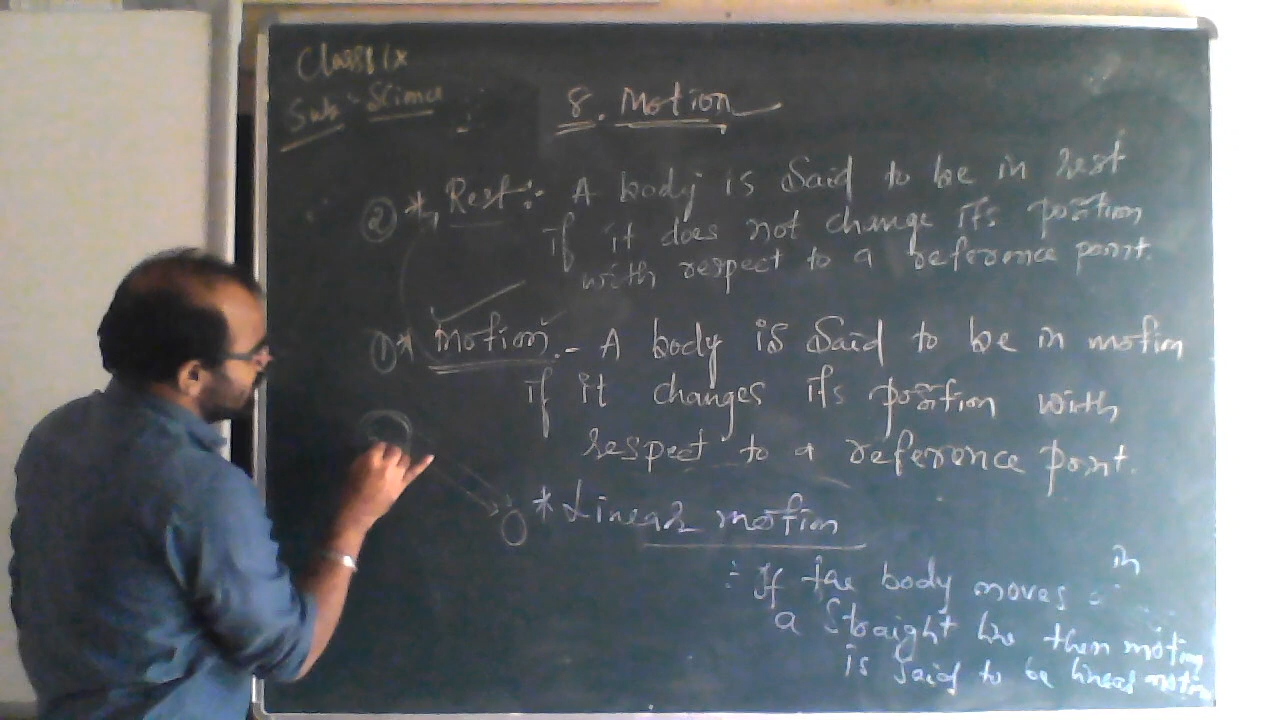 Class IX
Sub :- Science
8. Motion
② *, Rest :- A body is said to be in rest
if it does not change its position
with respect to a reference point.
① * Motion. - A body is said to be in motion
if it changes its position with
respect to a reference point.
* Linear motion
:- If the body moves in
a straight line then motion
is said to be linear motion